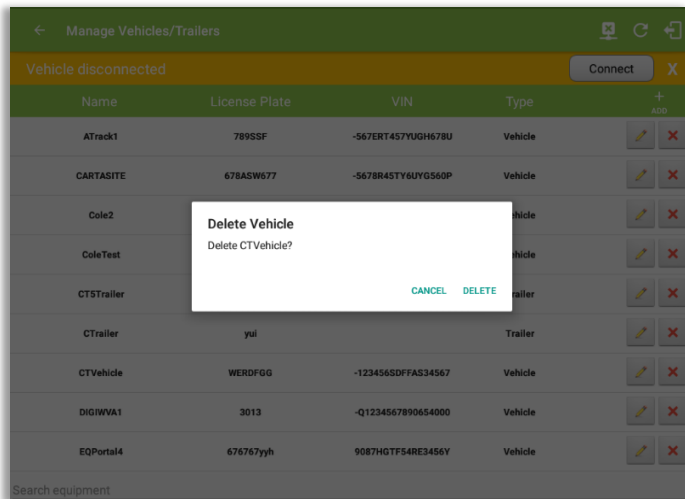 Manage Vehicles/Trailers
Vehicle disconnected Connect X
Name License Plate VIN Type + ADD
ATrack1 789SSF -567ERT457YUGH678U Vehicle
CARTASITE 678ASW677 -5678R45TY6UYG560P Vehicle
Cole2 ehicle
ColeTest ehicle
CT5Trailer railer
Delete Vehicle
Delete CTVehicle?
CANCEL DELETE
CTrailer yui Trailer
CTVehicle WERDFGG -123456SDFFAS34567 Vehicle
DIGIWVA1 3013 -Q1234567890654000 Vehicle
EQPortal4 676767yyh 9087HGTF54RE3456Y Vehicle
Search equipment